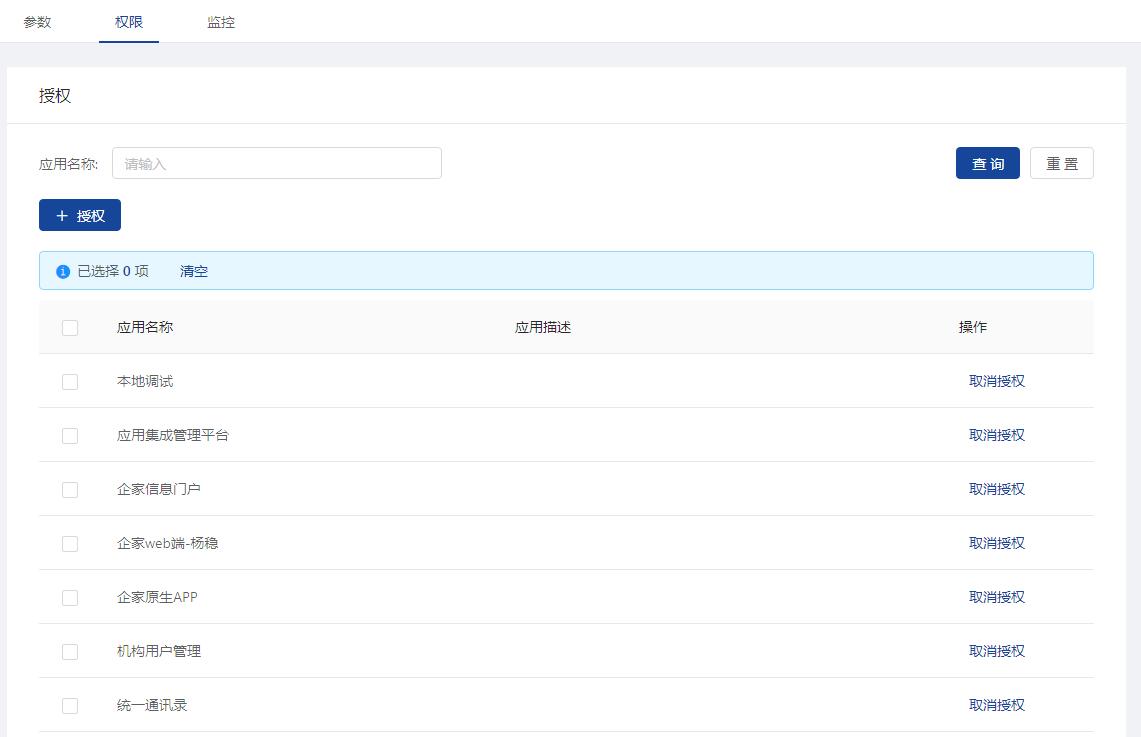 参数 权限 监控
授权
应用名称: 请输入 查 询 重 置
+ 授权
已选择 0 项 清空
应用名称 应用描述 操作
本地调试 取消授权
应用集成管理平台 取消授权
企家信息门户 取消授权
企家web端-杨稳 取消授权
企家原生APP 取消授权
机构用户管理 取消授权
统一通讯录 取消授权